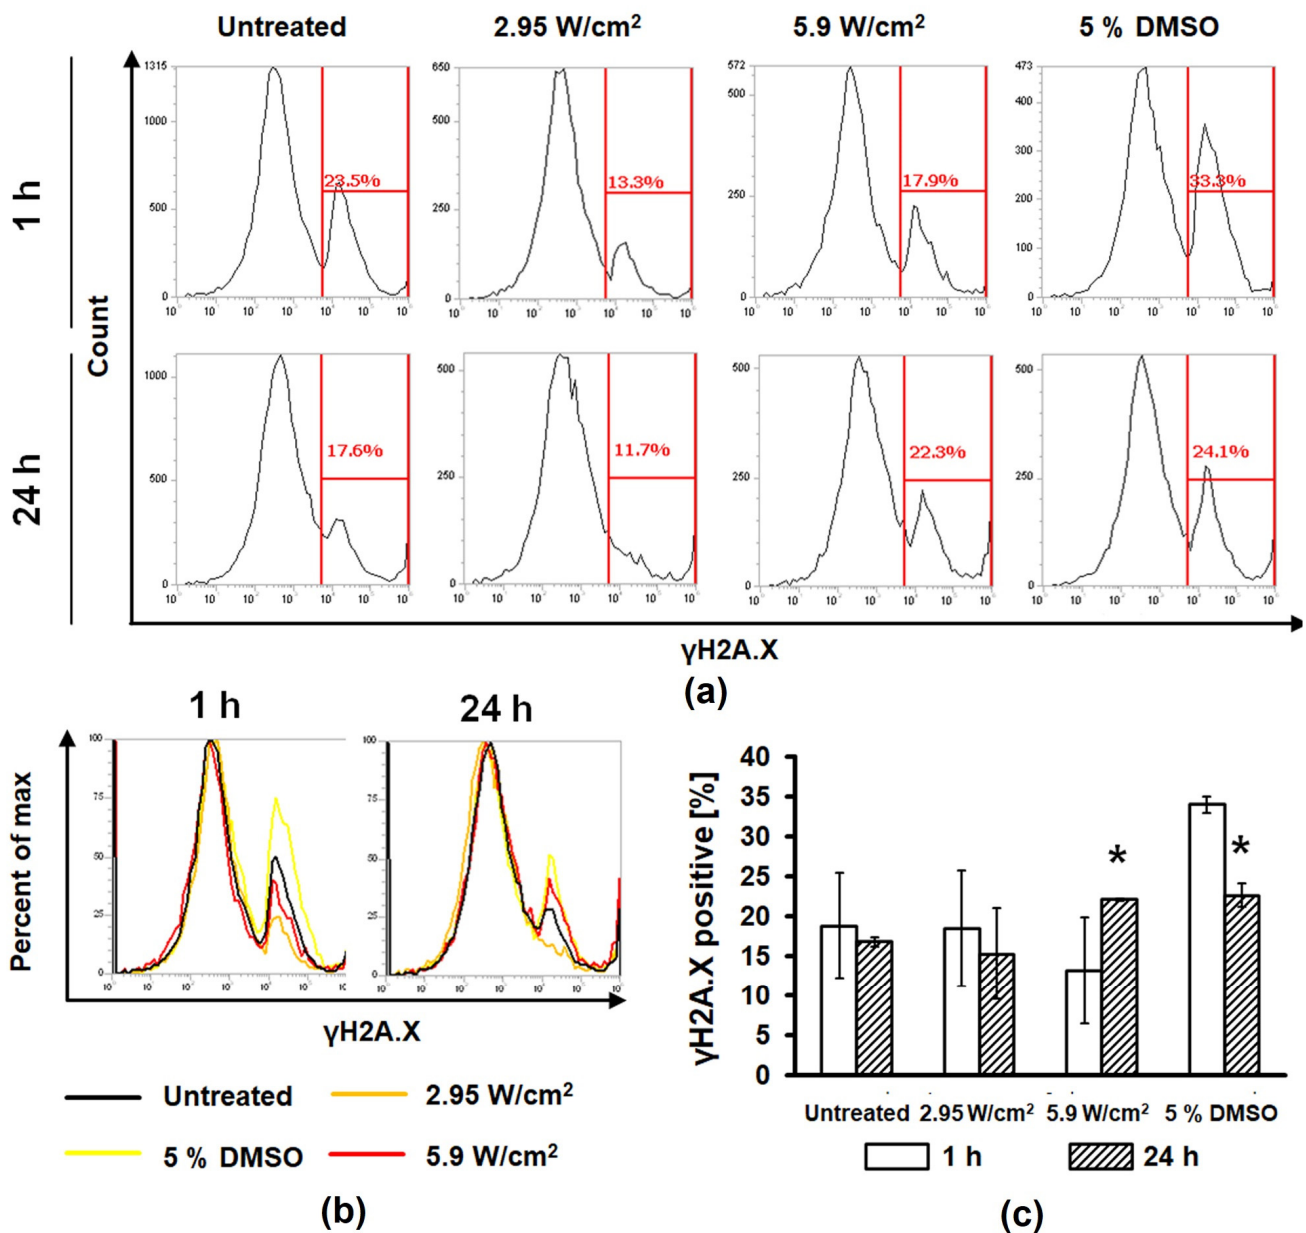 (a)
Untreated 2.95 W/cm² 5.9 W/cm² 5 % DMSO
1 h
1315 1000 500 0
23.5%
650 500 250 0
13.3%
572 500 250 0
17.9%
473 400 300 200 100 0
33.3%
Count
24 h
1000 500 0
17.6%
500 250 0
11.7%
500 250 0
22.3%
500 250 0
24.1%
γH2A.X
(a)
1 h 24 h
Percent of max
100 75 50 25 0
100 75 50 25 0
γH2A.X
Untreated 2.95 W/cm²
5 % DMSO 5.9 W/cm²
(b)
γH2A.X positive [%]
40
35
30
25
20
15
10
5
0
* *
Untreated 2.95 W/cm² 5.9 W/cm² 5 % DMSO
1 h 24 h
(c)